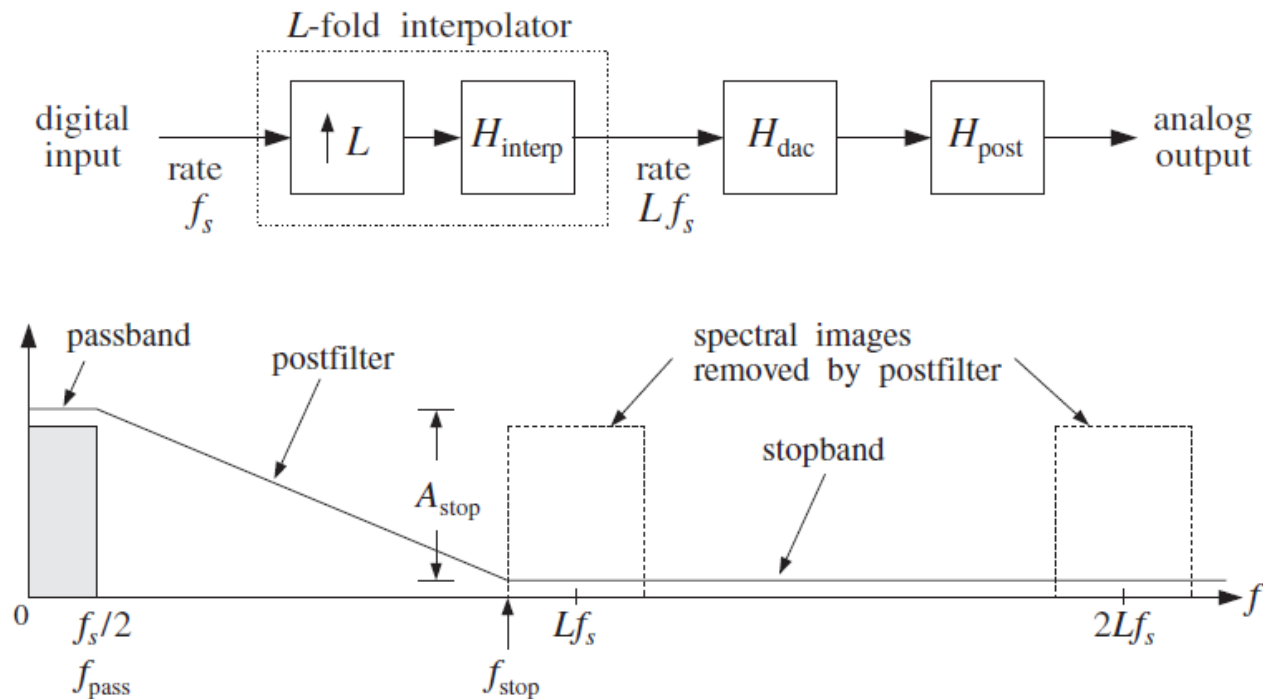 L-fold interpolator
digital
input
rate
f_s
↑ L
H_interp
rate
Lf_s
H_dac
H_post
analog
output
passband
postfilter
spectral images
removed by postfilter
A_stop
stopband
0
f_s/2
f_pass
f_stop
Lf_s
2Lf_s
f